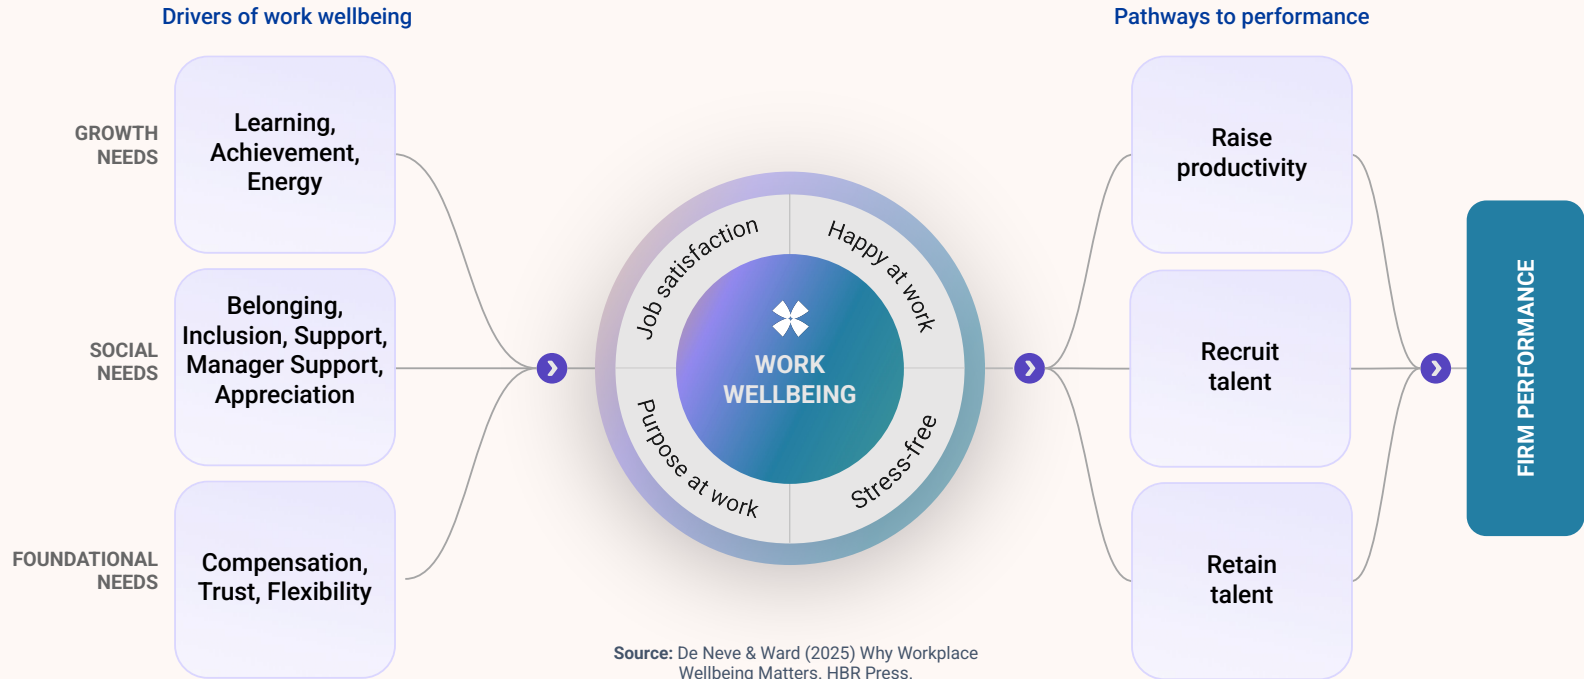 Drivers of work wellbeing
GROWTH
NEEDS
Learning,
Achievement,
Energy
SOCIAL
NEEDS
Belonging,
Inclusion, Support,
Manager Support,
Appreciation
FOUNDATIONAL
NEEDS
Compensation,
Trust, Flexibility
Job satisfaction
Happy at work
WORK
WELLBEING
Purpose at work
Stress-free
Pathways to performance
Raise
productivity
Recruit
talent
Retain
talent
FIRM PERFORMANCE
Source: De Neve & Ward (2025) Why Workplace
Wellbeing Matters. HBR Press.